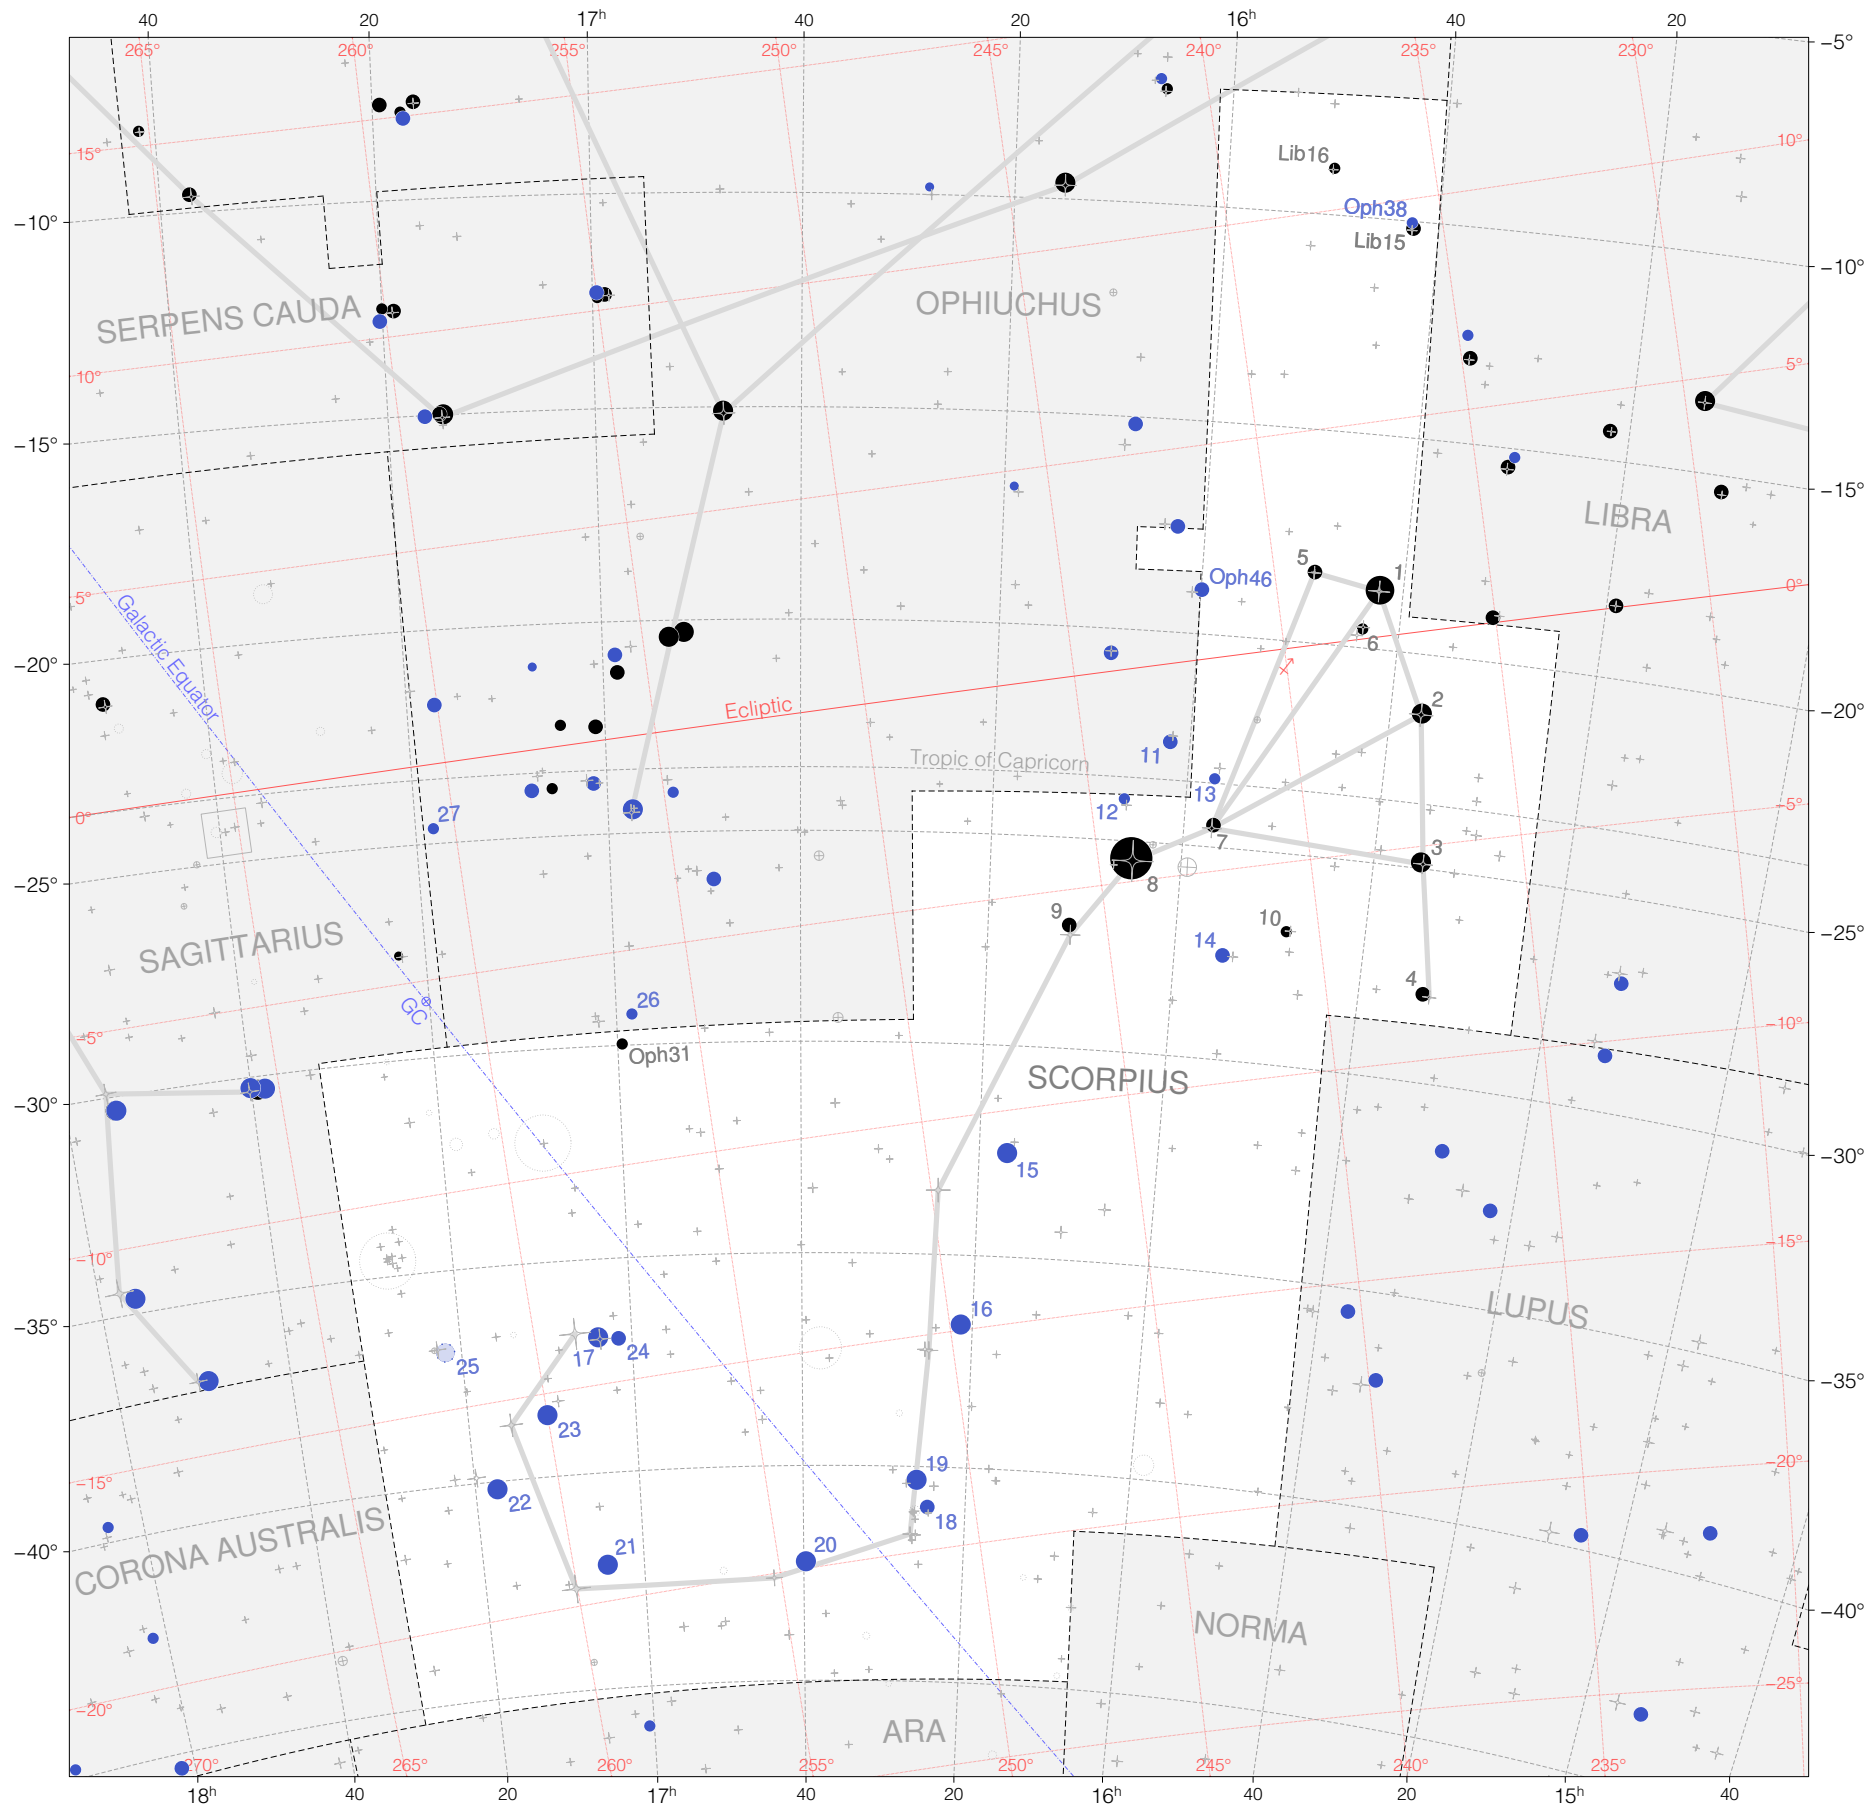 40 20 17h 40 20 16h 40 20
265° 260° 255° 250° 245° 240° 235° 230°
−5°
15° Lib16 10°
−10° Oph38
Lib15
−10°
SERPENS CAUDA OPHIUCHUS
10° 5°
−15°
−15°
LIBRA
5 1
Oph46
5° 0°
Galactic Equator
6
−20°
♐
Ecliptic 2
−20°
11
Tropic of Capricorn
13
12
27
0° −5°
7 3
8
−25°
9 10
−25°
14
SAGITTARIUS
4
GC 26
−10°
−5°
Oph31
SCORPIUS
−30°
−30°
15
−15°
−10°
16 LUPUS
−35°
17 24
25
−35°
23
−20°
19
−15°
22
18
CORONA AUSTRALIS
21 20
−40°
−40°
NORMA
−25°
−20°
ARA
270° 265° 260° 255° 250° 245° 240° 235°
18h 40 20 17h 40 20 16h 40 20 15h 40